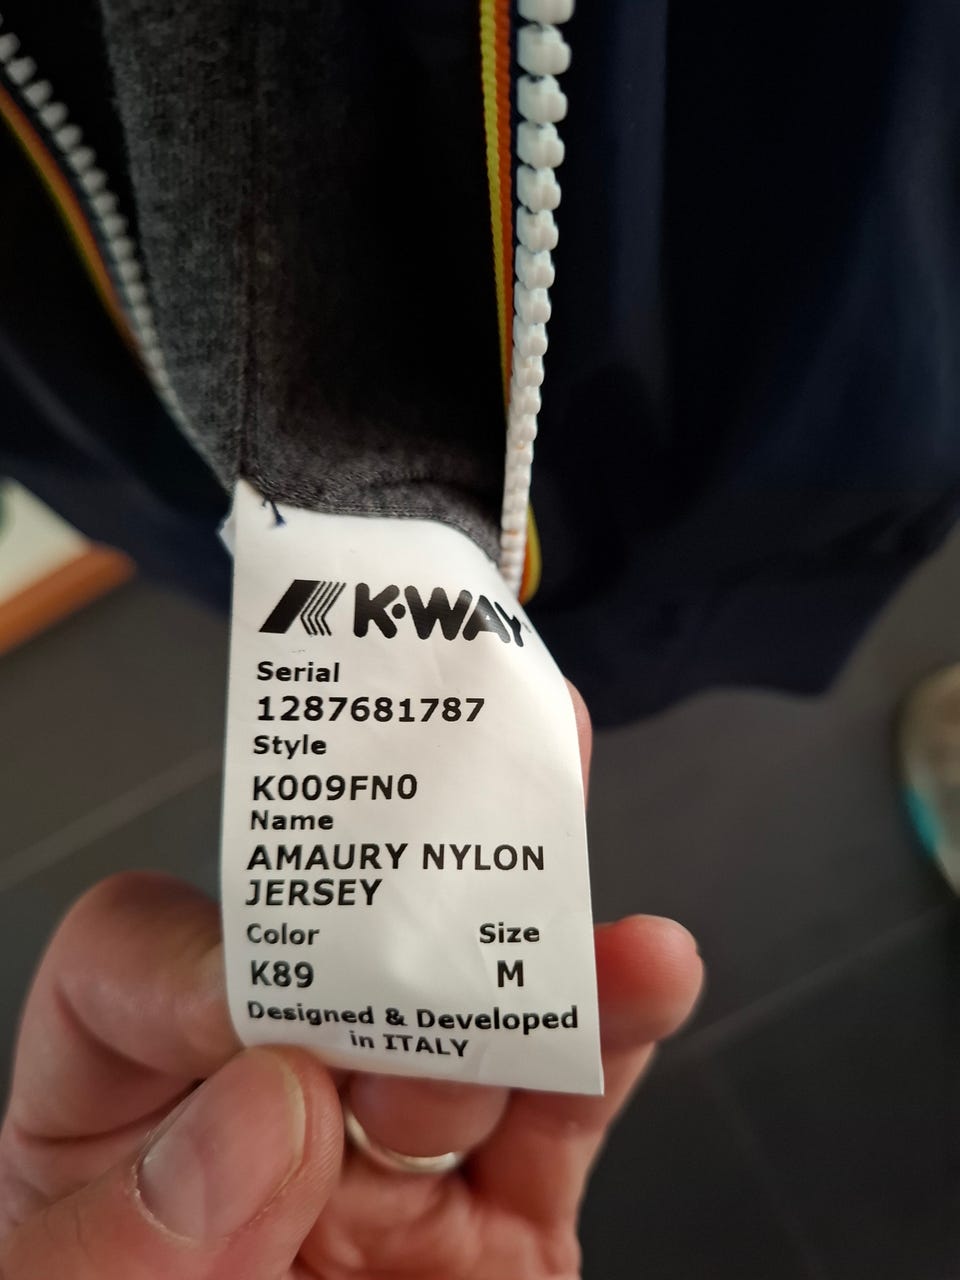 K·WAY
Serial
1287681787
Style
K009FN0
Name
AMAURY NYLON
JERSEY
Color Size
K89 M
Designed & Developed
in ITALY